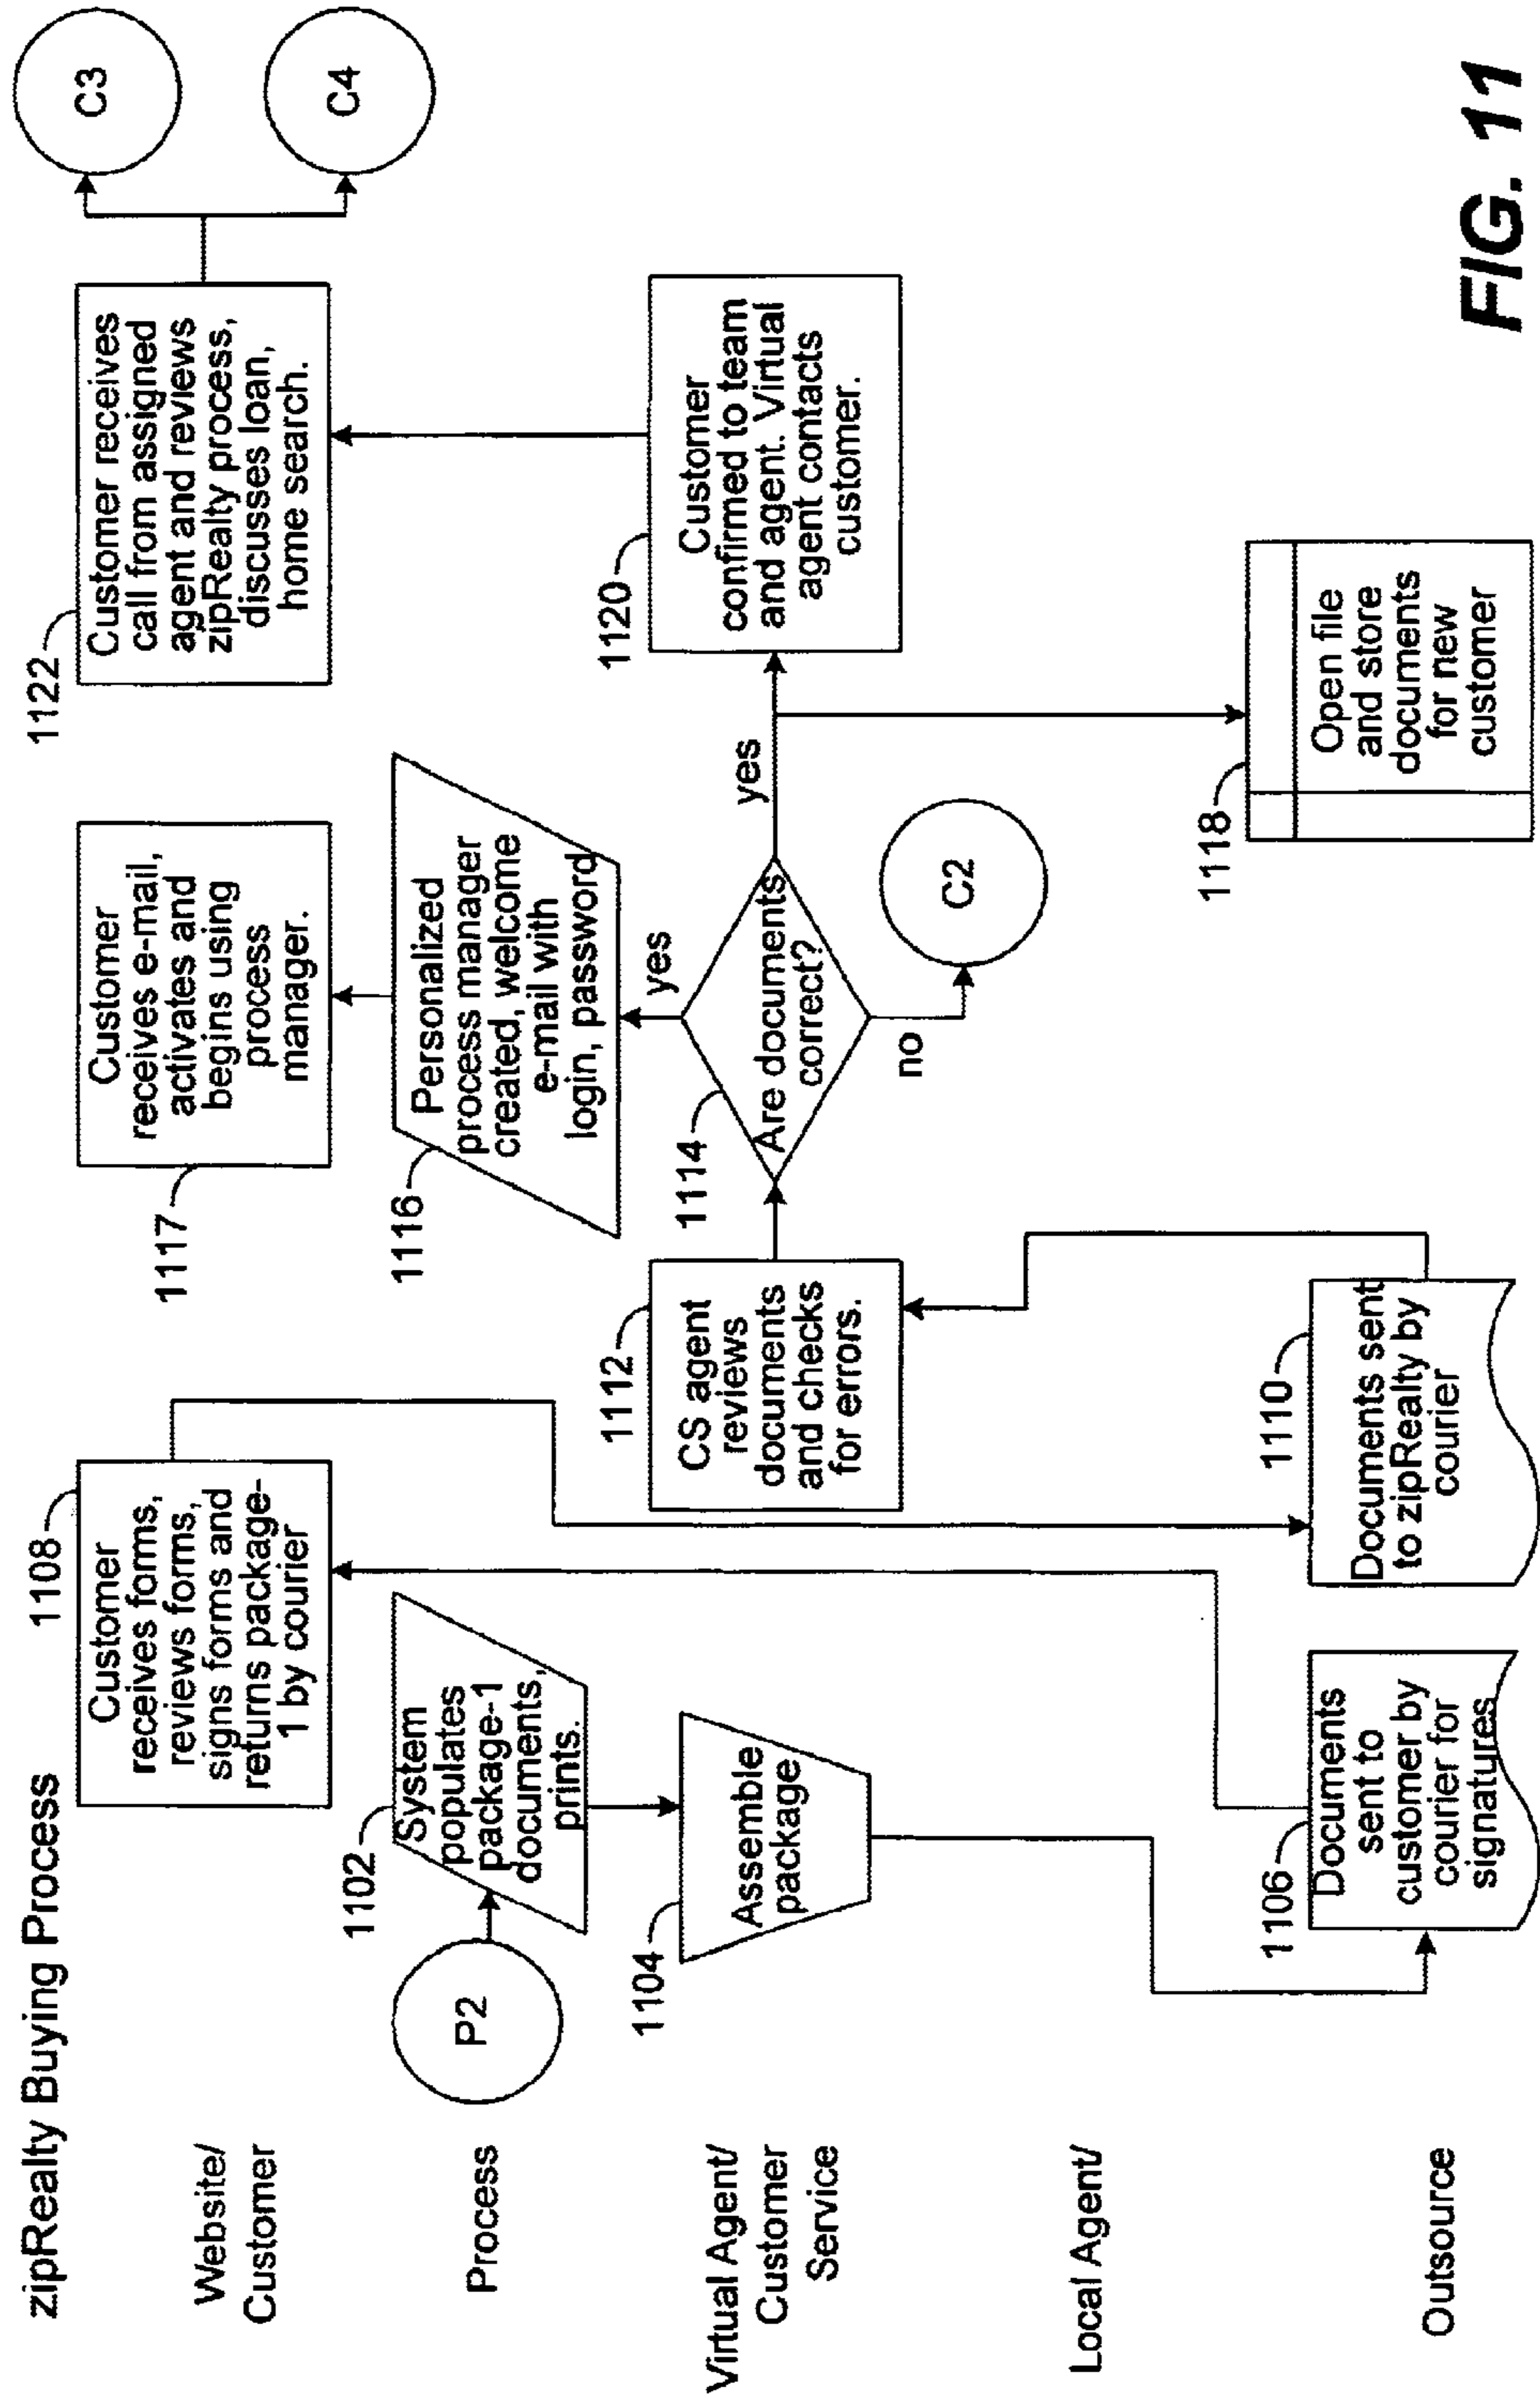 zipRealty Buying Process
Website/
Customer
Process
Virtual Agent/
Customer
Service
Local Agent/
Outsource
P2
1102
System
populates
package-1
documents,
prints.
1104
Assemble
package
1106
Documents
sent to
customer by
courier for
signatures
1108
Customer
receives forms,
reviews forms,
signs forms and
returns package-
1 by courier
1110
Documents sent
to zipRealty by
courier
1112
CS agent
reviews
documents
and checks
for errors.
1114
Are documents
correct?
yes
no
yes
C2
1116
Personalized
process manager
created, welcome
e-mail with
login, password
1117
Customer
receives e-mail,
activates and
begins using
process
manager.
1118
Open file
and store
documents
for new
customer
1120
Customer
confirmed to team
and agent. Virtual
agent contacts
customer.
1122
Customer receives
call from assigned
agent and reviews
zipRealty process,
discusses loan,
home search.
C3
C4
FIG. 11